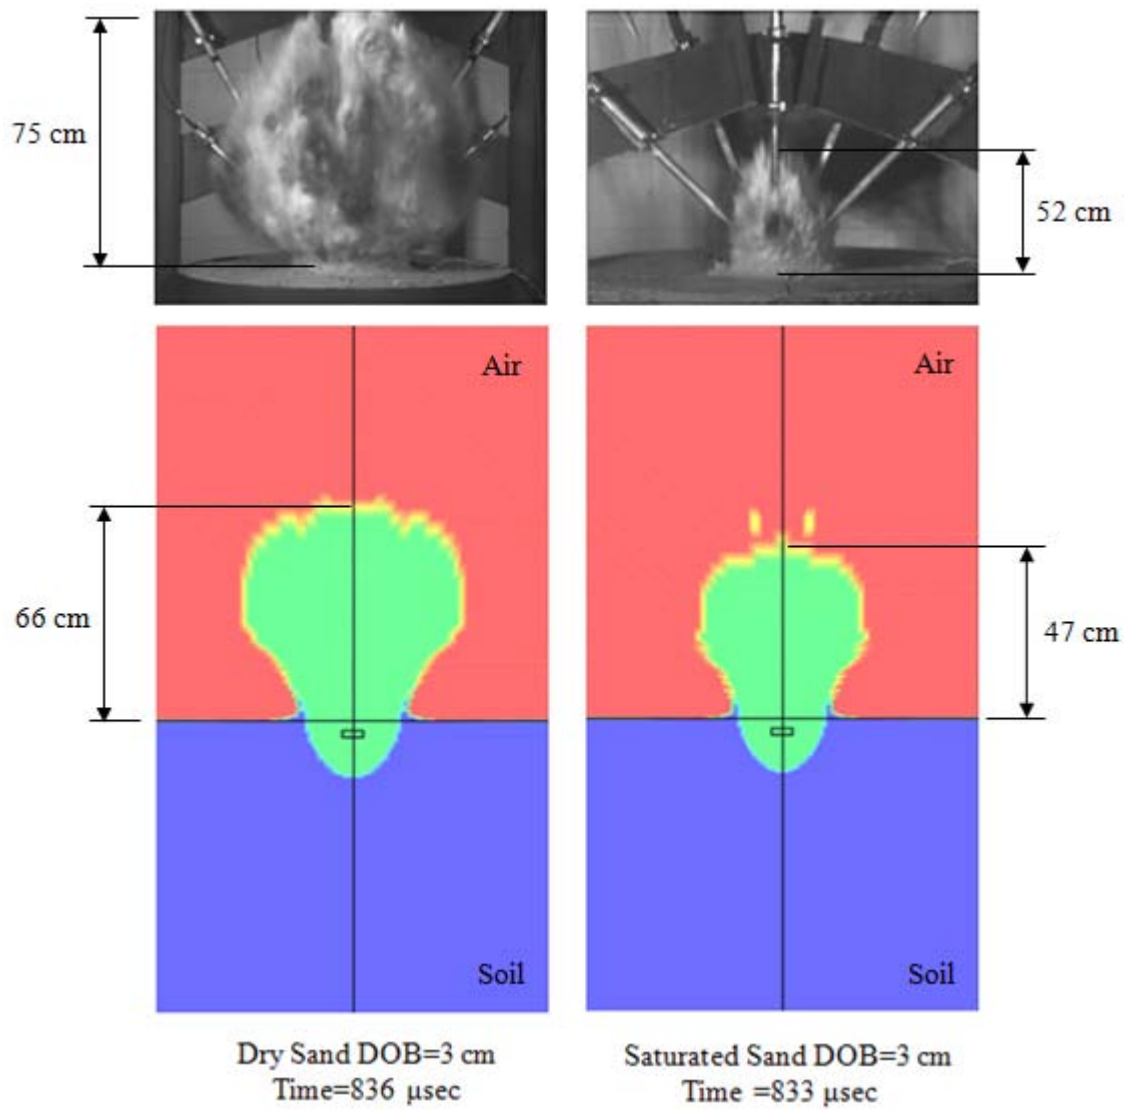 75 cm
52 cm
Air
Air
66 cm
47 cm
Soil
Soil
Dry Sand DOB=3 cm
Time=836 μsec
Saturated Sand DOB=3 cm
Time =833 μsec